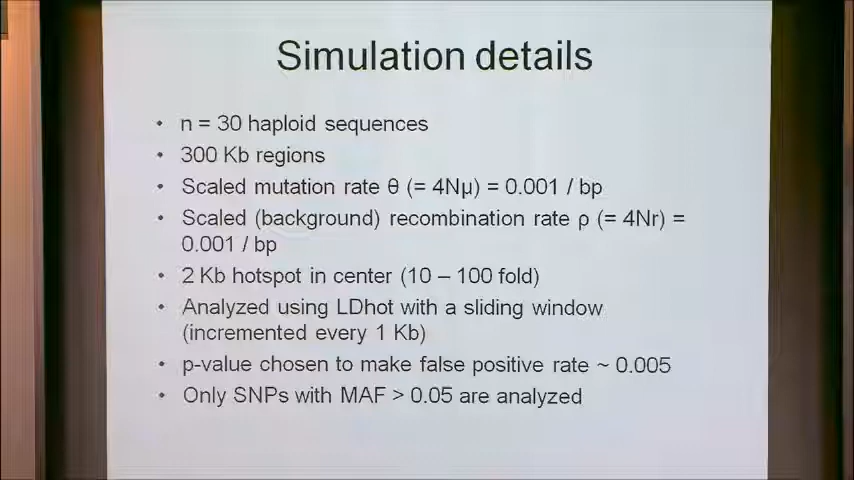 Simulation details
• n = 30 haploid sequences
• 300 Kb regions
• Scaled mutation rate θ (= 4Nμ) = 0.001 / bp
• Scaled (background) recombination rate ρ (= 4Nr) =
0.001 / bp
• 2 Kb hotspot in center (10 – 100 fold)
• Analyzed using LDhot with a sliding window
(incremented every 1 Kb)
• p-value chosen to make false positive rate ~ 0.005
• Only SNPs with MAF > 0.05 are analyzed